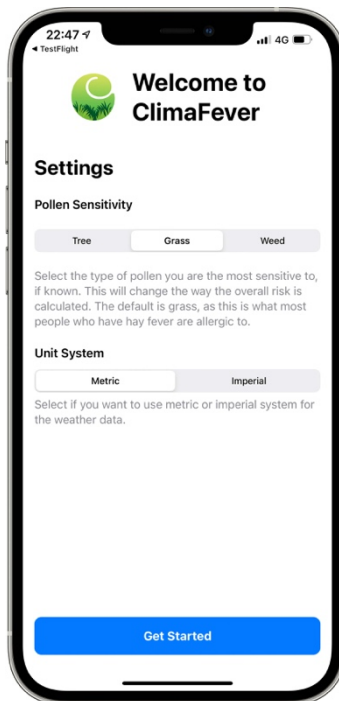 22:47
4G
◀ TestFlight
Welcome to
ClimaFever
Settings
Pollen Sensitivity
Tree Grass Weed
Select the type of pollen you are the most sensitive to,
if known. This will change the way the overall risk is
calculated. The default is grass, as this is what most
people who have hay fever are allergic to.
Unit System
Metric Imperial
Select if you want to use metric or imperial system for
the weather data.
Get Started